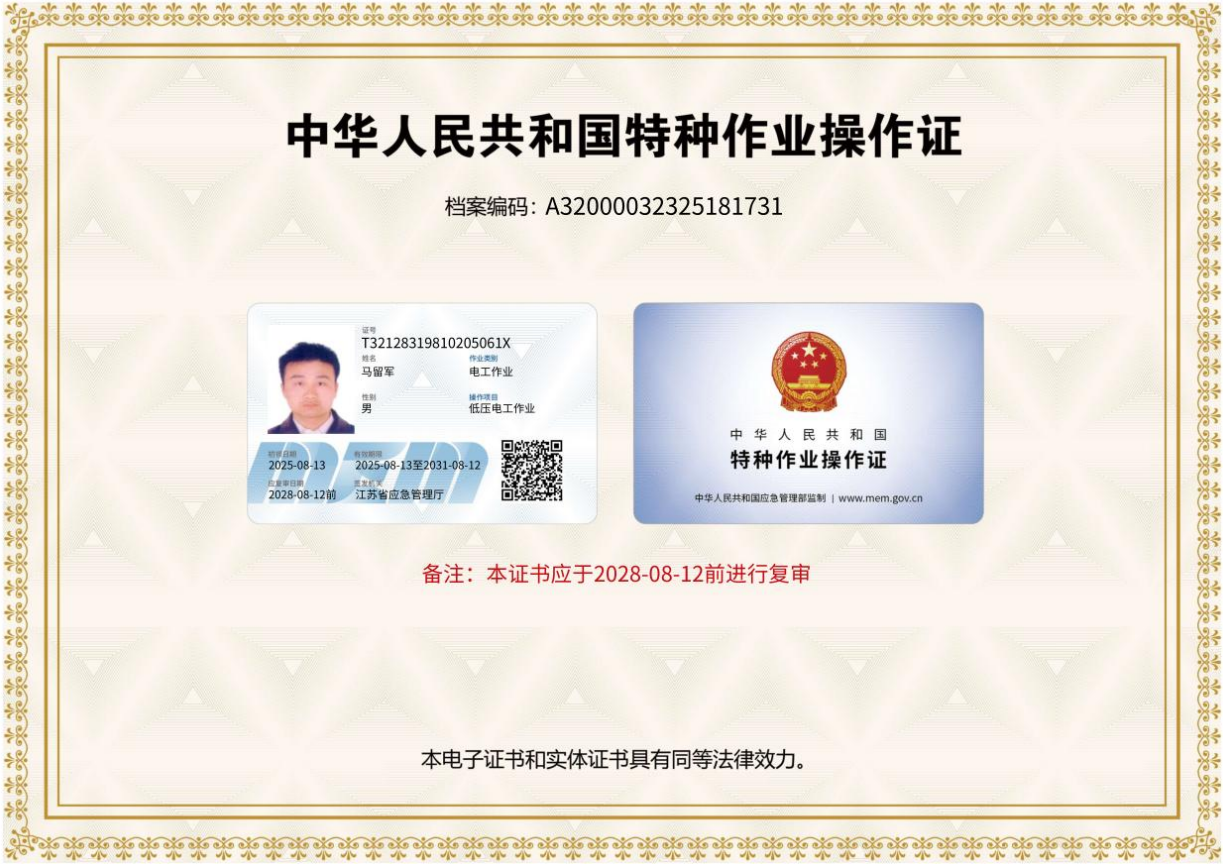 中华人民共和国特种作业操作证
档案编码：A32000032325181731
证号
T32128319810205061X
姓名 作业类别
马留军 电工作业
性别 操作项目
男 低压电工作业
初领日期 有效期限
2025-08-13 2025-08-13至2031-08-12
应复审日期 签发机关
2028-08-12前 江苏省应急管理厅
中华人民共和国
特种作业操作证
中华人民共和国应急管理部监制 | www.mem.gov.cn
备注：本证书应于2028-08-12前进行复审
本电子证书和实体证书具有同等法律效力。